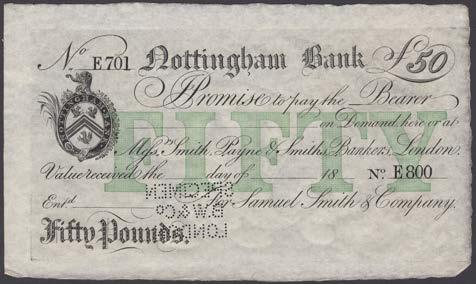 No E701 Nottingham Bank £50
Promise to pay the Bearer
on Demand here or at
FIFTY
Messrs Smith, Payne & Smiths, Bankers, London.
Value received the day of 18 No E800
Entd For Samuel Smith & Company.
Fifty Pounds.
B.W & Co